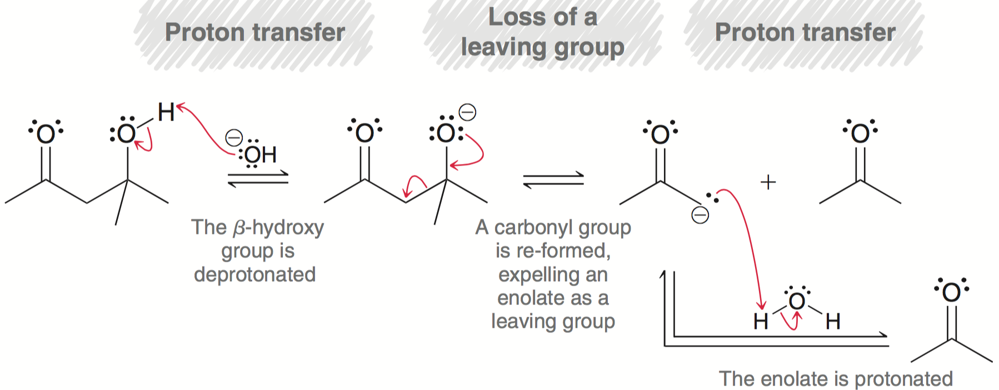 Proton transfer
Loss of a
leaving group
Proton transfer
O
O
H
⊖
OH
O
O
⊖
O
⊖
+
O
The β-hydroxy
group is
deprotonated
A carbonyl group
is re-formed,
expelling an
enolate as a
leaving group
H
O
H
O
The enolate is protonated